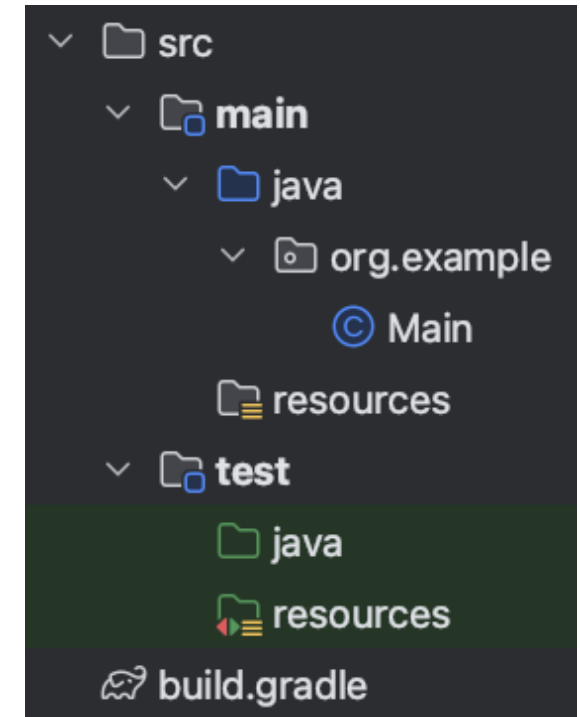 src
main
java
org.example
Main
resources
test
java
resources
build.gradle